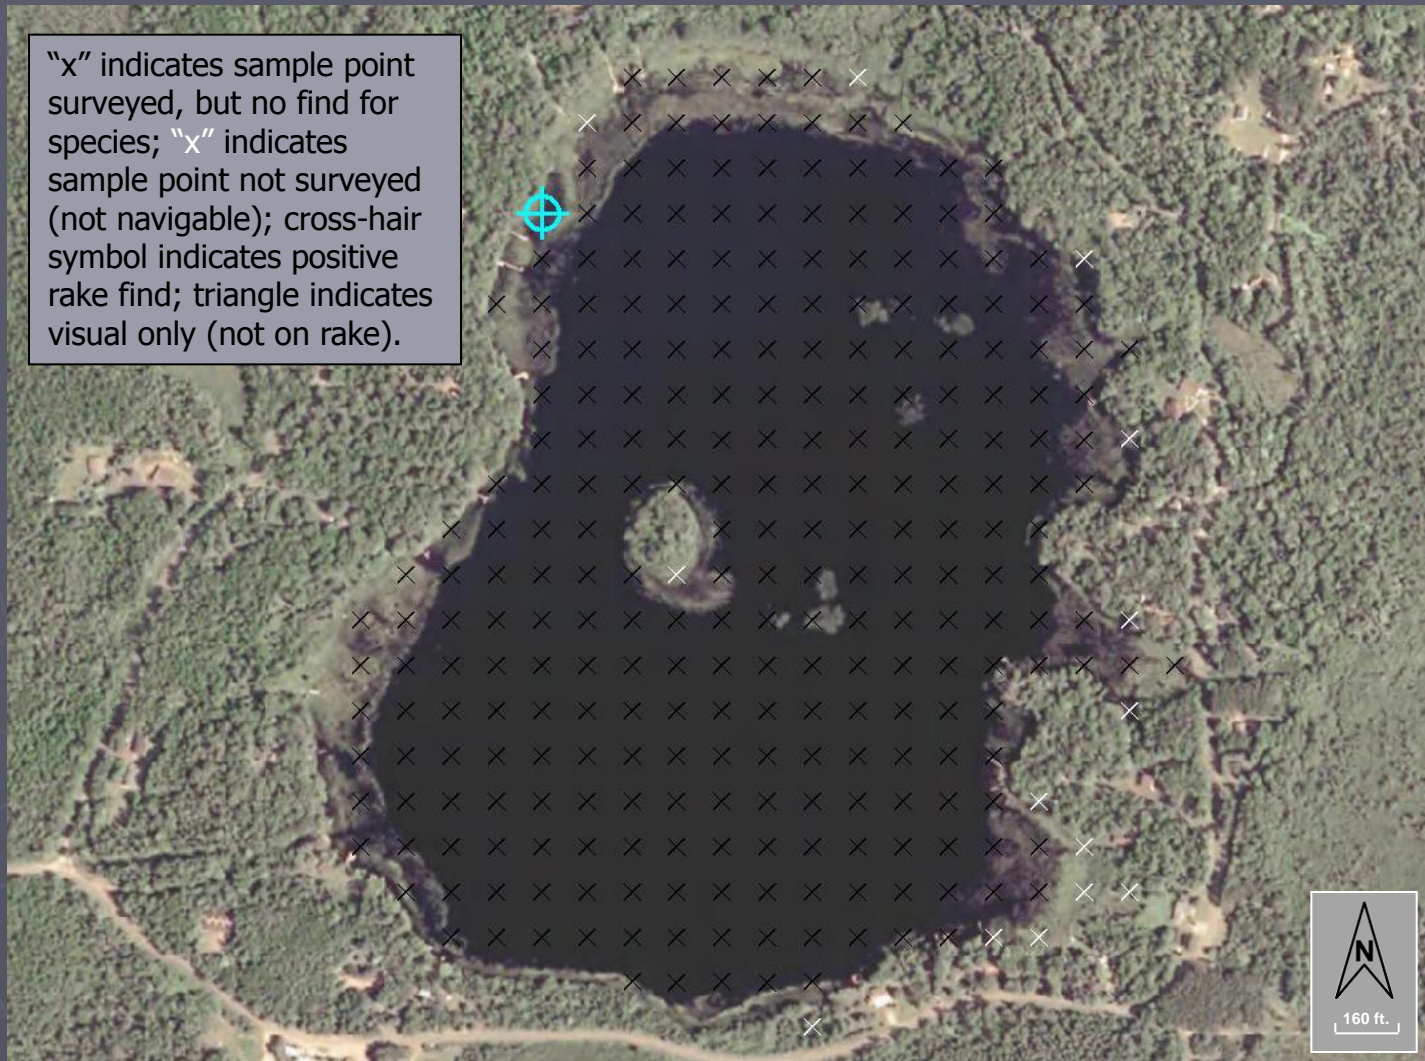 “x” indicates sample point
surveyed, but no find for
species; “x” indicates
sample point not surveyed
(not navigable); cross-hair
symbol indicates positive
rake find; triangle indicates
visual only (not on rake).
N
160 ft.